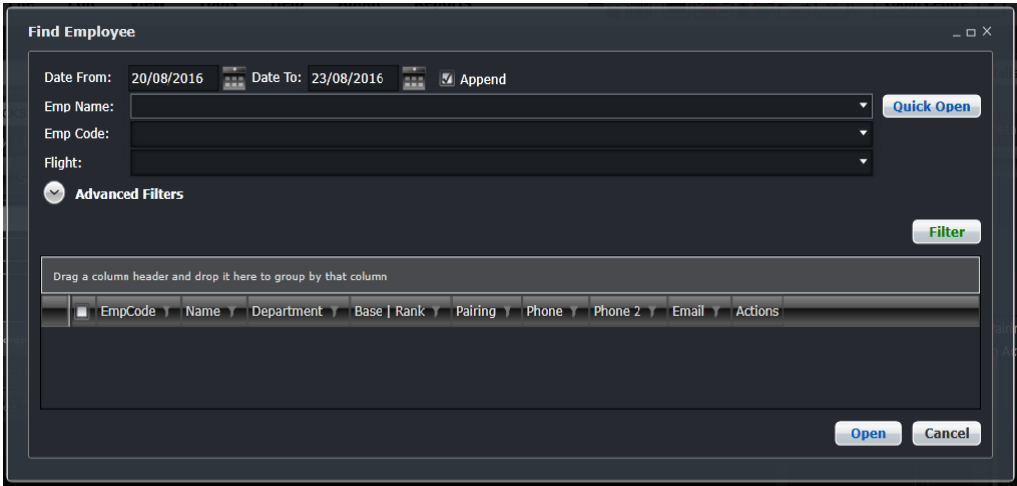 Find Employee
Date From: 20/08/2016 Date To: 23/08/2016 Append
Emp Name: Quick Open
Emp Code:
Flight:
Advanced Filters
Filter
Drag a column header and drop it here to group by that column
EmpCode Name Department Base | Rank Pairing Phone Phone 2 Email Actions
Open Cancel